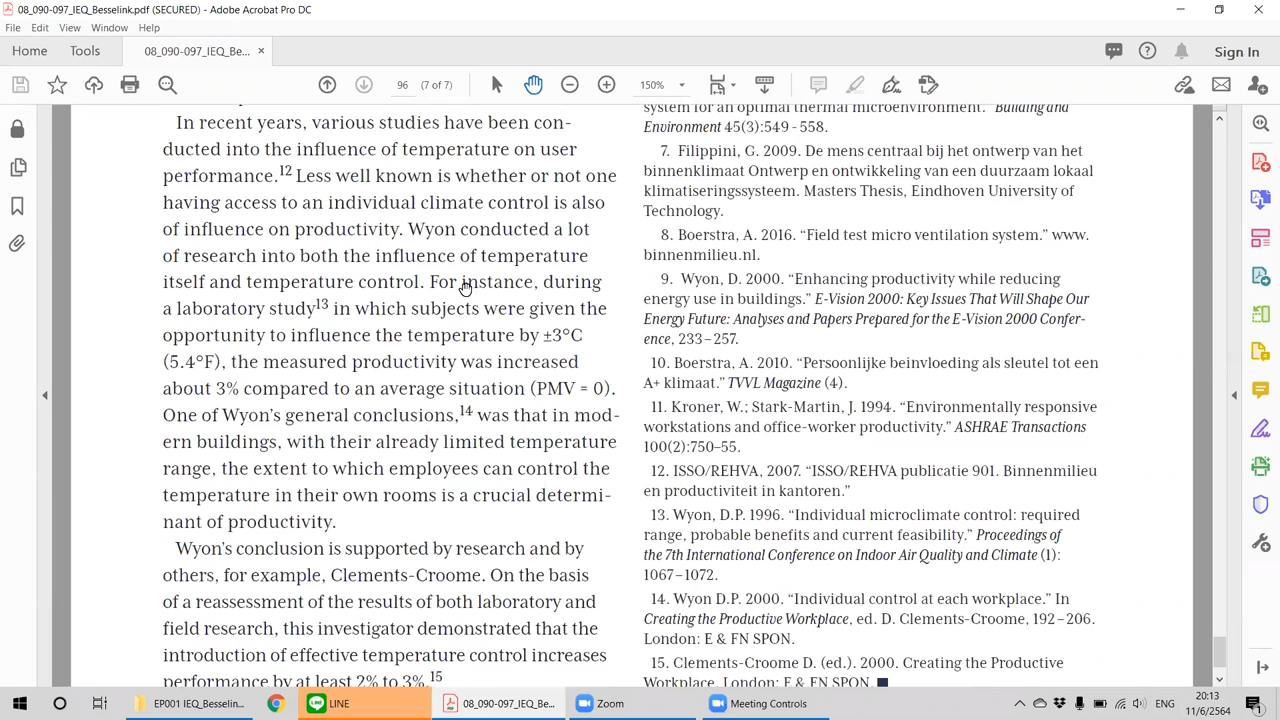 08_090-097_IEQ_Besselink.pdf (SECURED) - Adobe Acrobat Pro DC
File Edit View Window Help
Home Tools 08_090-097_IEQ_Be... × Sign In
96 (7 of 7) 150%
In recent years, various studies have been con-
ducted into the influence of temperature on user
performance.12 Less well known is whether or not one
having access to an individual climate control is also
of influence on productivity. Wyon conducted a lot
of research into both the influence of temperature
itself and temperature control. For instance, during
a laboratory study13 in which subjects were given the
opportunity to influence the temperature by ±3°C
(5.4°F), the measured productivity was increased
about 3% compared to an average situation (PMV = 0).
One of Wyon’s general conclusions,14 was that in mod-
ern buildings, with their already limited temperature
range, the extent to which employees can control the
temperature in their own rooms is a crucial determi-
nant of productivity.
Wyon’s conclusion is supported by research and by
others, for example, Clements-Croome. On the basis
of a reassessment of the results of both laboratory and
field research, this investigator demonstrated that the
introduction of effective temperature control increases
performance by at least 2% to 3%.15
system for an optimal thermal microenvironment.” Building and
Environment 45(3):549 - 558.
7. Filippini, G. 2009. De mens centraal bij het ontwerp van het
binnenklimaat Ontwerp en ontwikkeling van een duurzaam lokaal
klimatiseringssysteem. Masters Thesis, Eindhoven University of
Technology.
8. Boerstra, A. 2016. “Field test micro ventilation system.” www.
binnenmilieu.nl.
9. Wyon, D. 2000. “Enhancing productivity while reducing
energy use in buildings.” E-Vision 2000: Key Issues That Will Shape Our
Energy Future: Analyses and Papers Prepared for the E-Vision 2000 Confer-
ence, 233–257.
10. Boerstra, A. 2010. “Persoonlijke beinvloeding als sleutel tot een
A+ klimaat.” TVVL Magazine (4).
11. Kroner, W.; Stark-Martin, J. 1994. “Environmentally responsive
workstations and office-worker productivity.” ASHRAE Transactions
100(2):750–55.
12. ISSO/REHVA, 2007. “ISSO/REHVA publicatie 901. Binnenmilieu
en productiviteit in kantoren.”
13. Wyon, D.P. 1996. “Individual microclimate control: required
range, probable benefits and current feasibility.” Proceedings of
the 7th International Conference on Indoor Air Quality and Climate (1):
1067–1072.
14. Wyon D.P. 2000. “Individual control at each workplace.” In
Creating the Productive Workplace, ed. D. Clements-Croome, 192–206.
London: E & FN SPON.
15. Clements-Croome D. (ed.). 2000. Creating the Productive
Workplace. London: E & FN SPON.
EP001 IEQ_Besselin... LINE 08_090-097_IEQ_Be... Zoom Meeting Controls ENG
20:13
11/6/2564